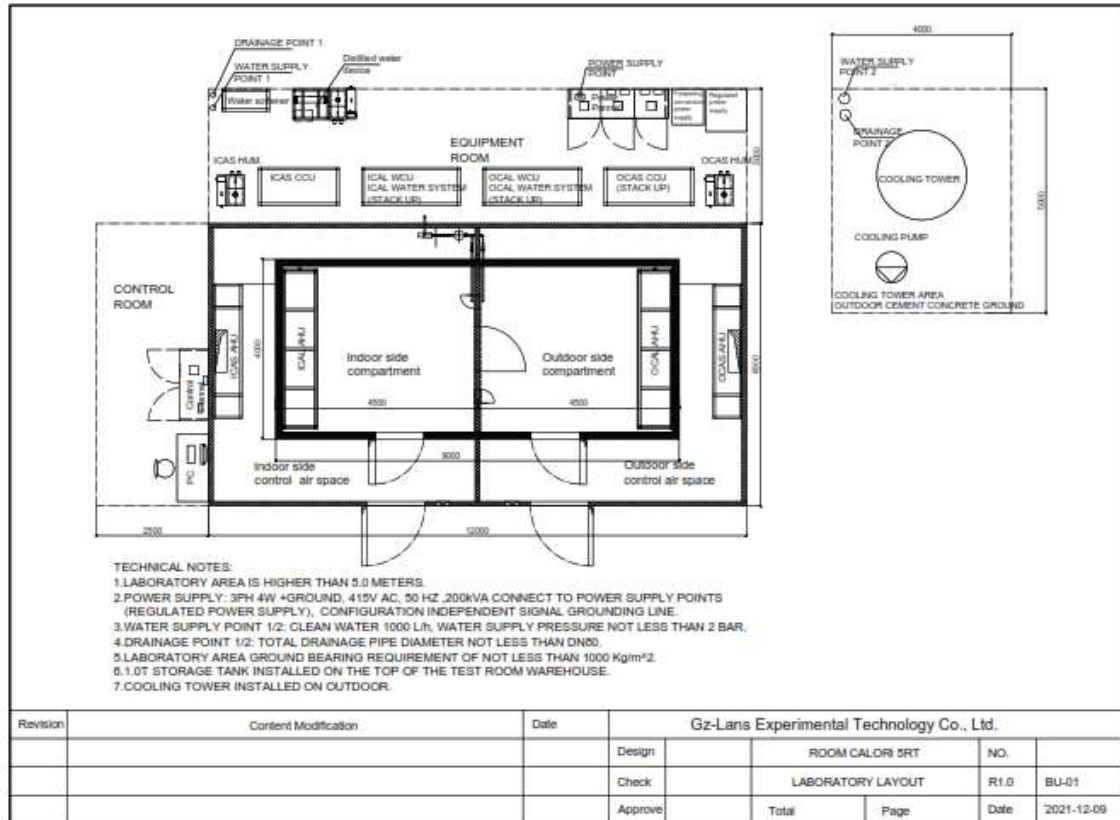 DRAINAGE POINT 1
WATER SUPPLY
POINT 1
Water softener
Distilled water
device
POWER SUPPLY
POINT
Power
Pannel
Regulated
power
supply
4000
WATER SUPPLY
POINT 2
DRAINAGE
POINT 2
COOLING TOWER
5000
COOLING PUMP
COOLING TOWER AREA
OUTDOOR CEMENT CONCRETE GROUND
EQUIPMENT
ROOM
ICAS HUM.
ICAS CCU
ICAL WCU
ICAL WATER SYSTEM
(STACK UP)
OCAL WCU
OCAL WATER SYSTEM
(STACK UP)
OCAS CCU
(STACK UP)
OCAS HUM.
CONTROL
ROOM
ICAS AHU
4000
ICAL AHU
Indoor side
compartment
Outdoor side
compartment
OCAL AHU
OCAS AHU
4500
4500
Control
PC
9000
Indoor side
control air space
Outdoor side
control air space
2500
12000
TECHNICAL NOTES:
1.LABORATORY AREA IS HIGHER THAN 5.0 METERS.
2.POWER SUPPLY: 3PH 4W +GROUND, 415V AC, 50 HZ ,200kVA CONNECT TO POWER SUPPLY POINTS
(REGULATED POWER SUPPLY), CONFIGURATION INDEPENDENT SIGNAL GROUNDING LINE.
3.WATER SUPPLY POINT 1/2: CLEAN WATER 1000 L/h, WATER SUPPLY PRESSURE NOT LESS THAN 2 BAR.
4.DRAINAGE POINT 1/2: TOTAL DRAINAGE PIPE DIAMETER NOT LESS THAN DN80.
5.LABORATORY AREA GROUND BEARING REQUIREMENT OF NOT LESS THAN 1000 Kg/m^2.
6.1.0T STORAGE TANK INSTALLED ON THE TOP OF THE TEST ROOM WAREHOUSE.
7.COOLING TOWER INSTALLED ON OUTDOOR.
Revision Content Modification Date Gz-Lans Experimental Technology Co., Ltd.
Design ROOM CALORI 5RT NO.
Check LABORATORY LAYOUT R1.0 BU-01
Approve Total Page Date 2021-12-09